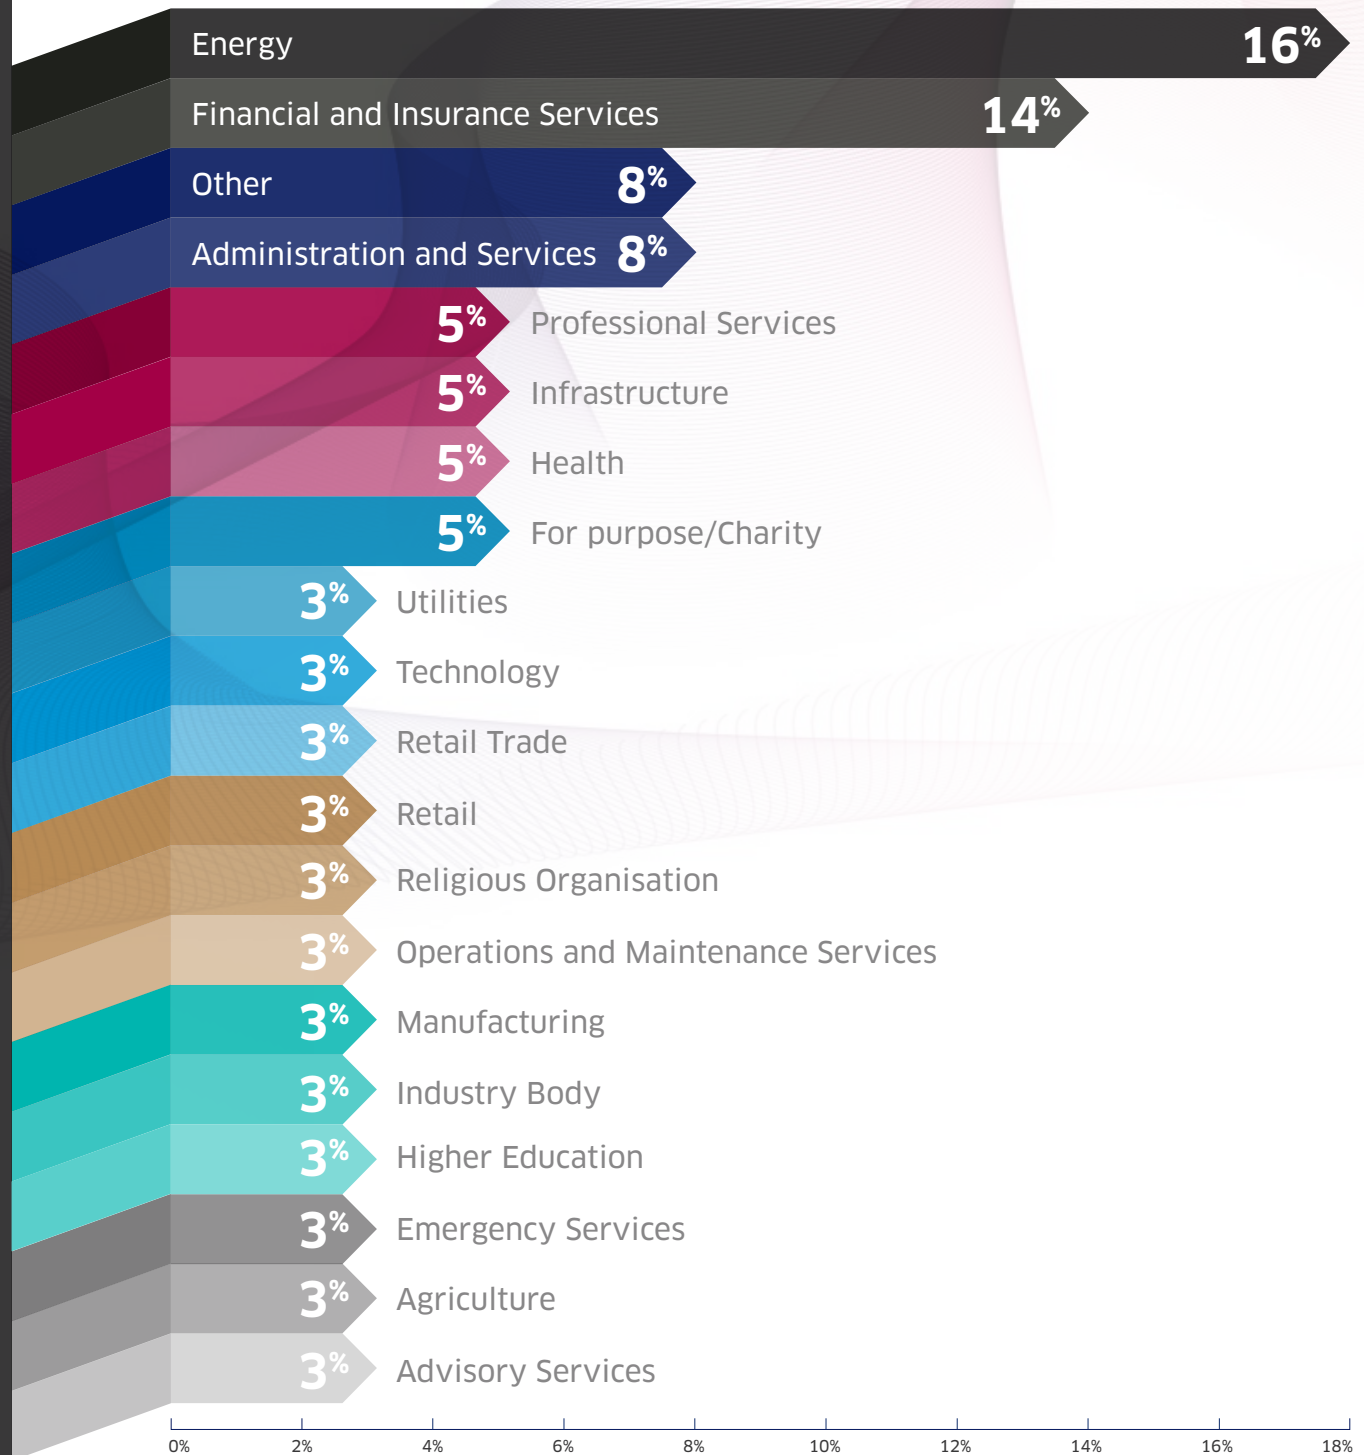 Energy 16%
Financial and Insurance Services 14%
Other 8%
Administration and Services 8%
5% Professional Services
5% Infrastructure
5% Health
5% For purpose/Charity
3% Utilities
3% Technology
3% Retail Trade
3% Retail
3% Religious Organisation
3% Operations and Maintenance Services
3% Manufacturing
3% Industry Body
3% Higher Education
3% Emergency Services
3% Agriculture
3% Advisory Services
0% 2% 4% 6% 8% 10% 12% 14% 16% 18%